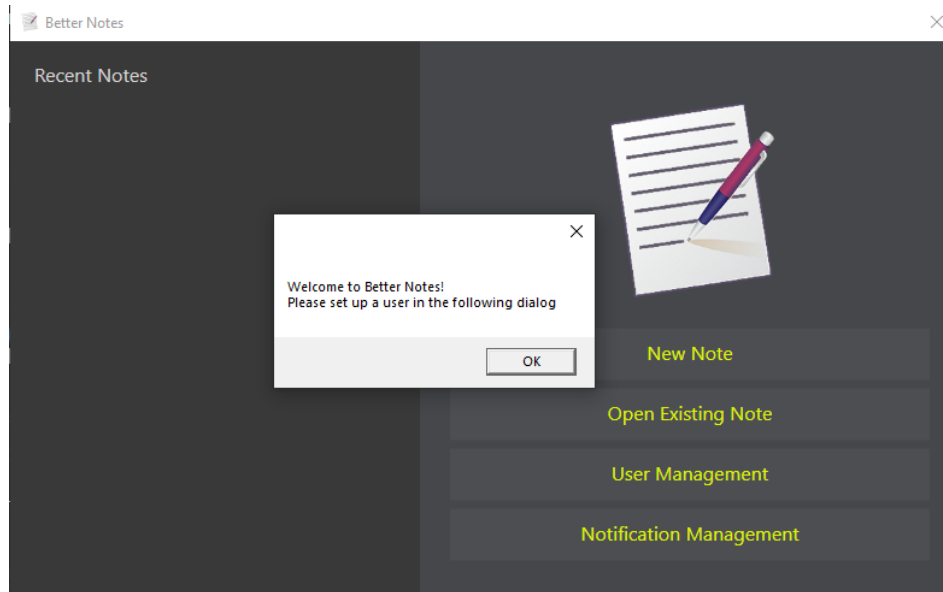 Better Notes
Recent Notes
Welcome to Better Notes!
Please set up a user in the following dialog
OK
New Note
Open Existing Note
User Management
Notification Management